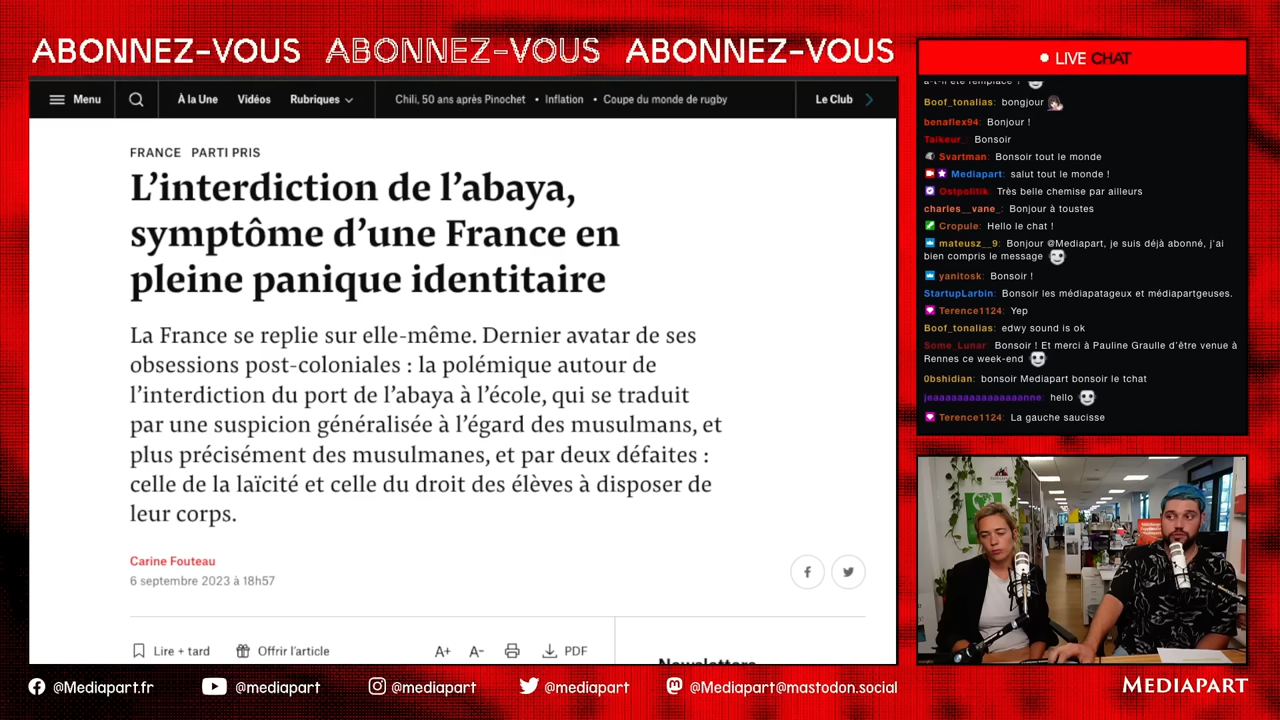 ABONNEZ-VOUS ABONNEZ-VOUS ABONNEZ-VOUS
Menu À la Une Vidéos Rubriques Chili, 50 ans après Pinochet • Inflation • Coupe du monde de rugby Le Club
FRANCE PARTI PRIS
L’interdiction de l’abaya,
symptôme d’une France en
pleine panique identitaire
La France se replie sur elle-même. Dernier avatar de ses
obsessions post-coloniales : la polémique autour de
l’interdiction du port de l’abaya à l’école, qui se traduit
par une suspicion généralisée à l’égard des musulmans, et
plus précisément des musulmanes, et par deux défaites :
celle de la laïcité et celle du droit des élèves à disposer de
leur corps.
Carine Fouteau
6 septembre 2023 à 18h57
Lire + tard Offrir l’article A+ A- PDF
Newsletters
LIVE CHAT
a-t-il été remplacé ?
Boof_tonalias: bongjour
benaflex94: Bonjour !
Taikeur_: Bonsoir
Svartman: Bonsoir tout le monde
Mediapart: salut tout le monde !
Ostpolitik: Très belle chemise par ailleurs
charles__vane_: Bonjour à toustes
Cropule: Hello le chat !
mateusz__9: Bonjour @Mediapart, je suis déjà abonné, j’ai
bien compris le message
yanitosk: Bonsoir !
StartupLarbin: Bonsoir les médiapatageux et médiapartgeuses.
Terence1124: Yep
Boof_tonalias: edwy sound is ok
Some_Lunar: Bonsoir ! Et merci à Pauline Graulle d’être venue à
Rennes ce week-end
0bshidian: bonsoir Mediapart bonsoir le tchat
jeaaaaaaaaaaaaaaanne: hello
Terence1124: La gauche saucisse
@Mediapart.fr @mediapart @mediapart @mediapart @Mediapart@mastodon.social MEDIAPART